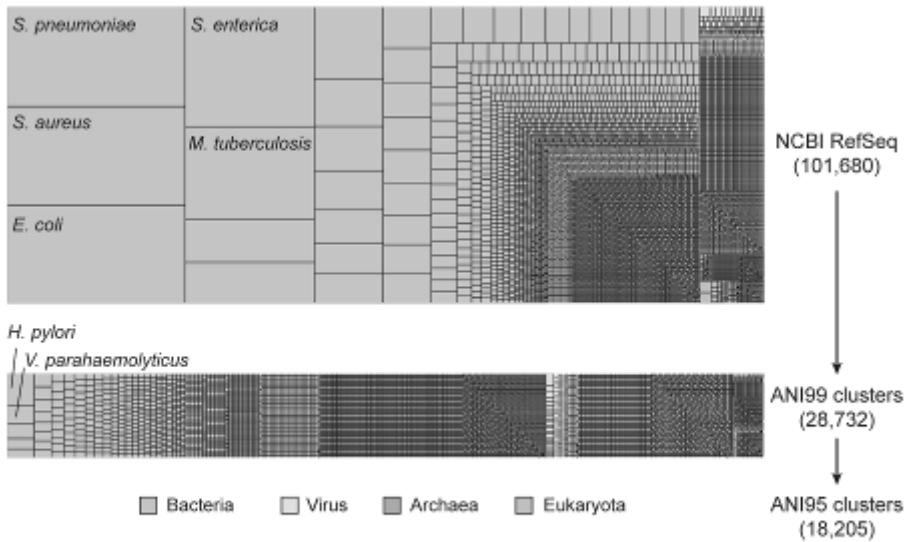 S. pneumoniae
S. enterica
S. aureus
M. tuberculosis
E. coli
NCBI RefSeq
(101,680)
H. pylori
V. parahaemolyticus
ANI99 clusters
(28,732)
Bacteria Virus Archaea Eukaryota
ANI95 clusters
(18,205)